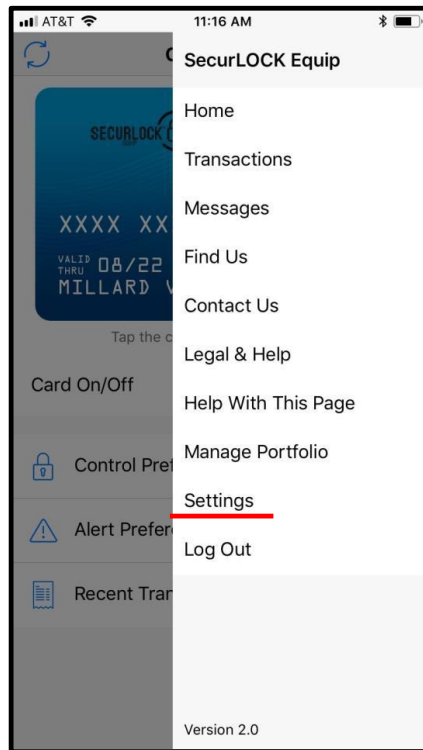 AT&T 11:16 AM
SecurLOCK Equip
Home
Transactions
Messages
Find Us
Contact Us
Legal & Help
Help With This Page
Manage Portfolio
Settings
Log Out
Version 2.0
SECURLOCK
EQUIP
XXXX XX
VALID
THRU 08/22
MILLARD
Tap the
Card On/Off
Control Pref
Alert Prefer
Recent Tran